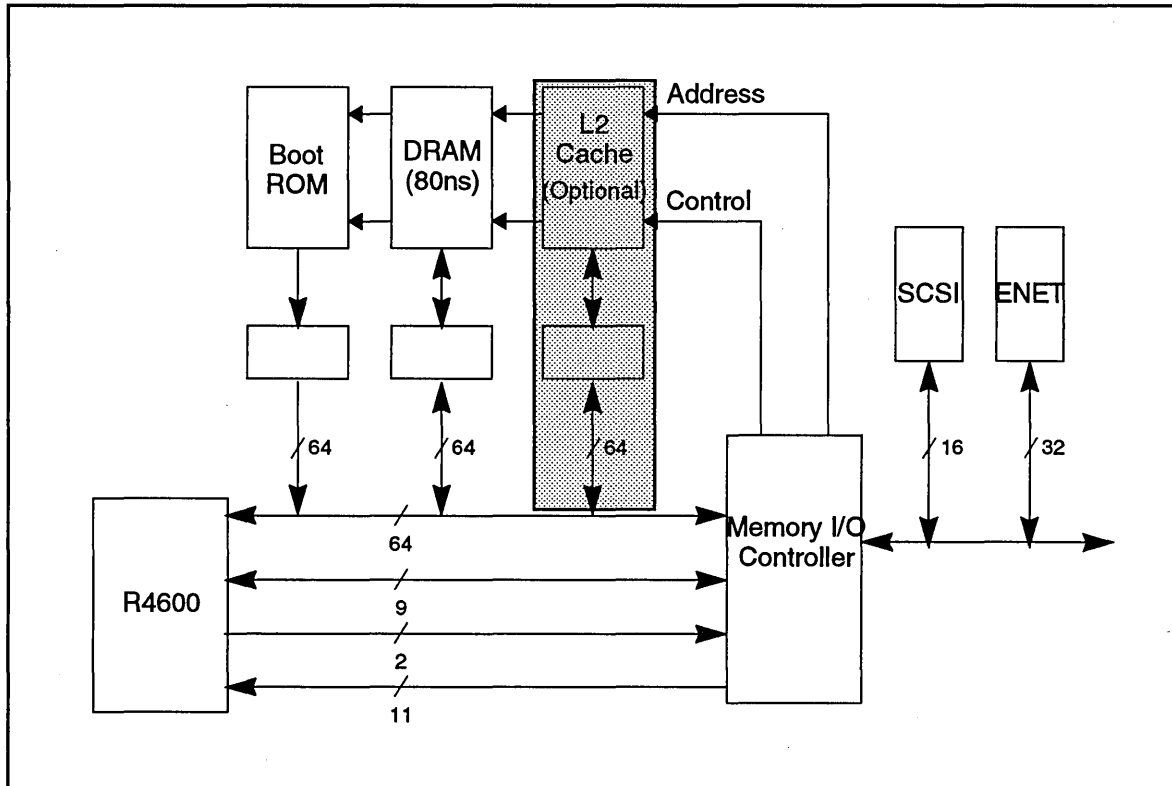 Boot
ROM
DRAM
(80ns)
L2
Cache
(Optional)
Address
Control
SCSI
ENET
64
64
64
16
32
R4600
64
9
2
11
Memory I/O
Controller